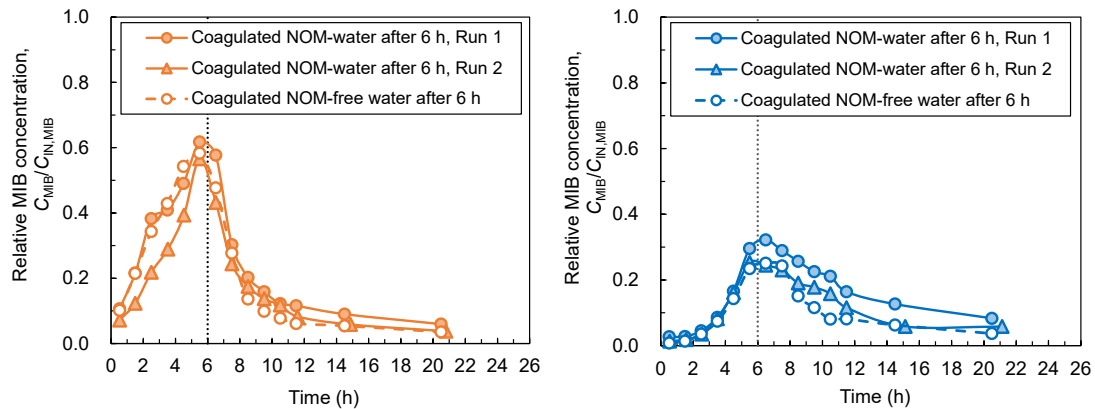 Relative MIB concentration,
C_MIB/C_IN,MIB
1.0
0.8
0.6
0.4
0.2
0.0
Coagulated NOM-water after 6 h, Run 1
Coagulated NOM-water after 6 h, Run 2
Coagulated NOM-free water after 6 h
0 2 4 6 8 10 12 14 16 18 20 22 24 26
Time (h)
Relative MIB concentration,
C_MIB/C_IN,MIB
1.0
0.8
0.6
0.4
0.2
0.0
Coagulated NOM-water after 6 h, Run 1
Coagulated NOM-water after 6 h, Run 2
Coagulated NOM-free water after 6 h
0 2 4 6 8 10 12 14 16 18 20 22 24 26
Time (h)